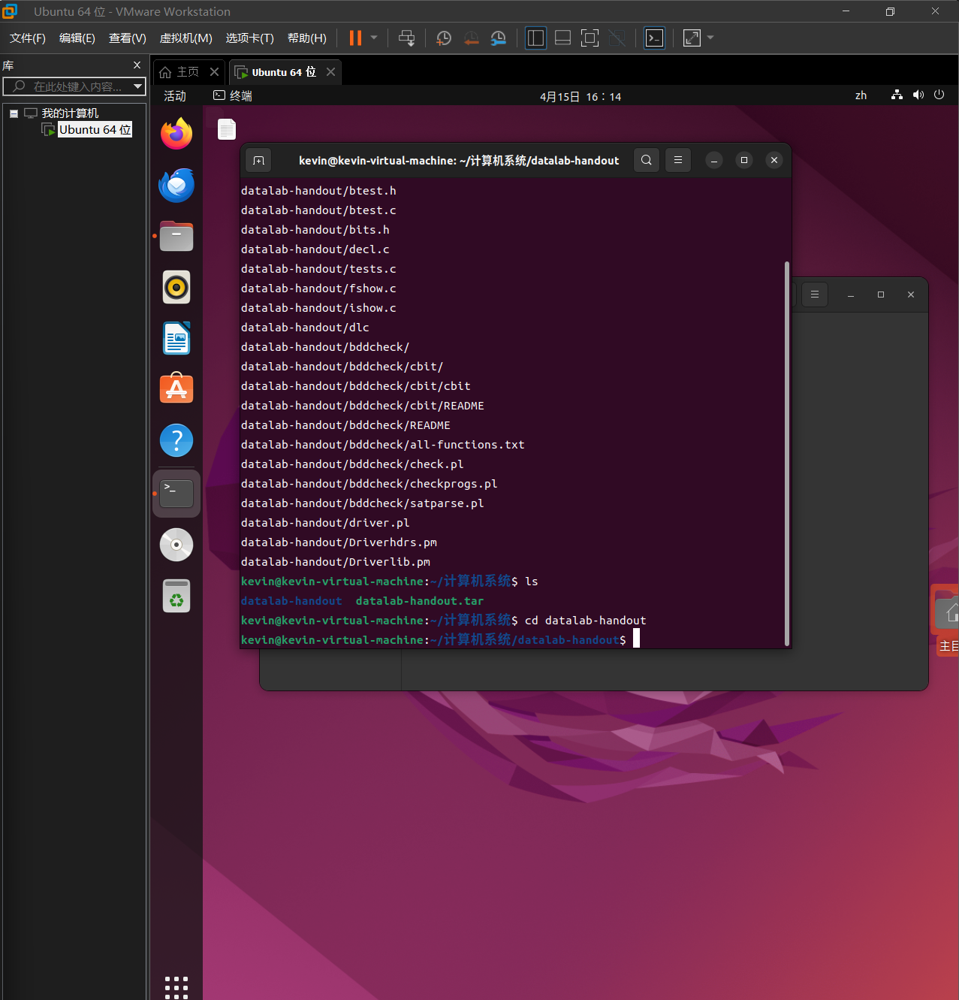 Ubuntu 64 位 - VMware Workstation
文件(F) 编辑(E) 查看(V) 虚拟机(M) 选项卡(T) 帮助(H)
库
在此处键入内容...
我的计算机
Ubuntu 64 位
主页
Ubuntu 64 位
活动 终端 4月15日 16：14 zh
kevin@kevin-virtual-machine: ~/计算机系统/datalab-handout
datalab-handout/btest.h
datalab-handout/btest.c
datalab-handout/bits.h
datalab-handout/decl.c
datalab-handout/tests.c
datalab-handout/fshow.c
datalab-handout/ishow.c
datalab-handout/dlc
datalab-handout/bddcheck/
datalab-handout/bddcheck/cbit/
datalab-handout/bddcheck/cbit/cbit
datalab-handout/bddcheck/cbit/README
datalab-handout/bddcheck/README
datalab-handout/bddcheck/all-functions.txt
datalab-handout/bddcheck/check.pl
datalab-handout/bddcheck/checkprogs.pl
datalab-handout/bddcheck/satparse.pl
datalab-handout/driver.pl
datalab-handout/Driverhdrs.pm
datalab-handout/Driverlib.pm
kevin@kevin-virtual-machine:~/计算机系统$ ls
datalab-handout datalab-handout.tar
kevin@kevin-virtual-machine:~/计算机系统$ cd datalab-handout
kevin@kevin-virtual-machine:~/计算机系统/datalab-handout$
主目